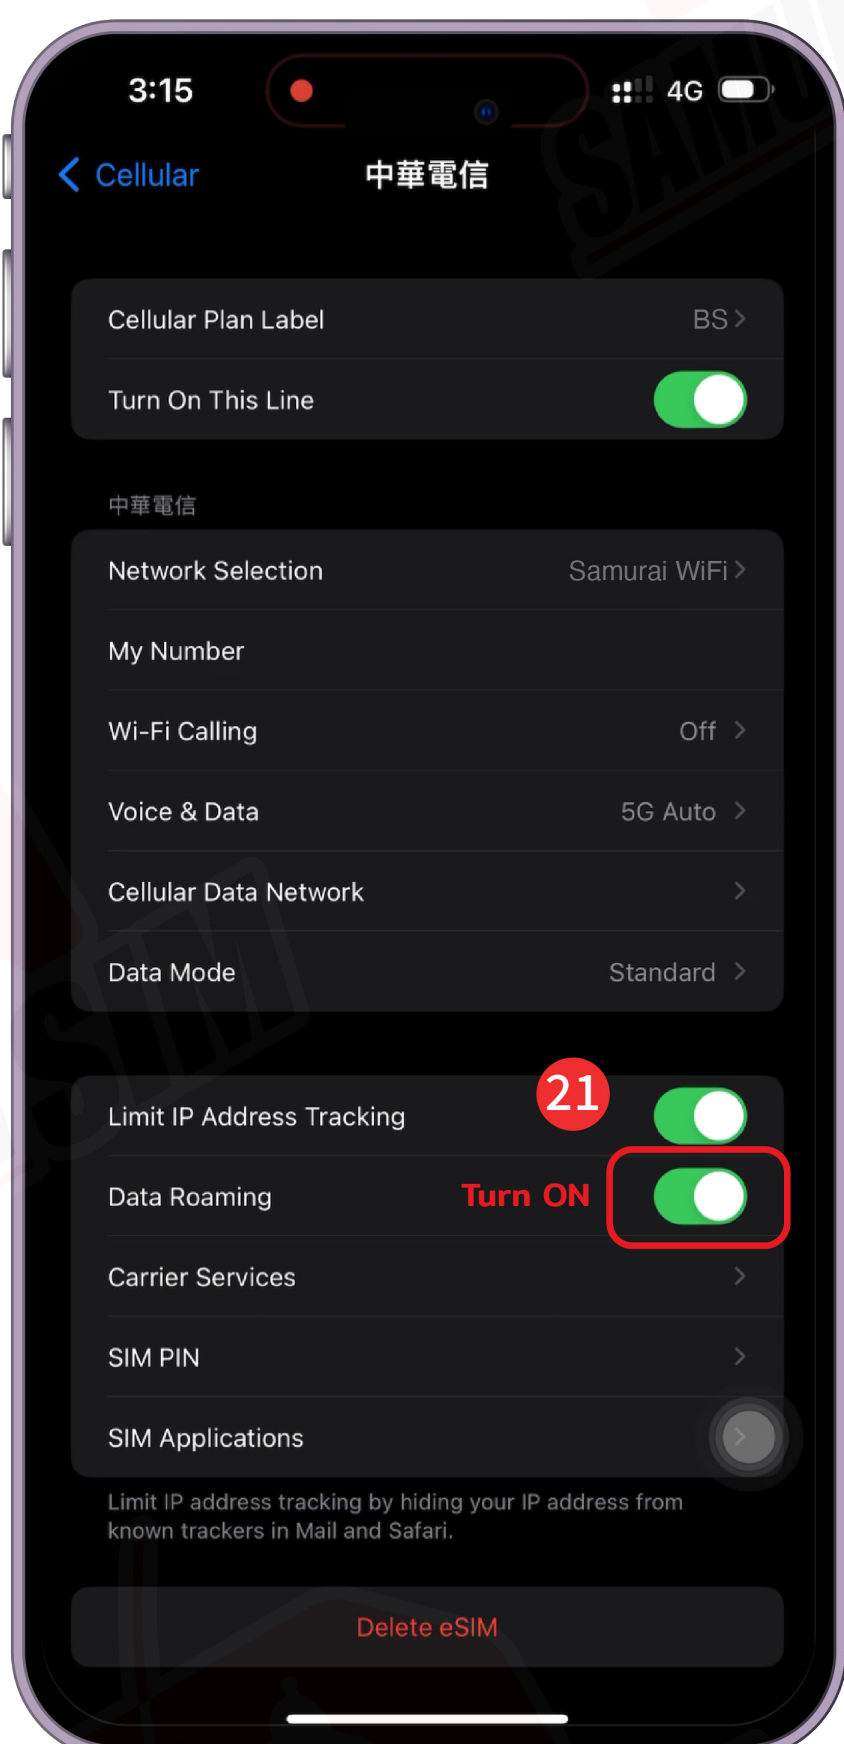 3:15 4G
Cellular 中華電信
Cellular Plan Label BS
Turn On This Line
中華電信
Network Selection Samurai WiFi
My Number
Wi-Fi Calling Off
Voice & Data 5G Auto
Cellular Data Network
Data Mode Standard
21
Limit IP Address Tracking
Data Roaming Turn ON
Carrier Services
SIM PIN
SIM Applications
Limit IP address tracking by hiding your IP address from
known trackers in Mail and Safari.
Delete eSIM